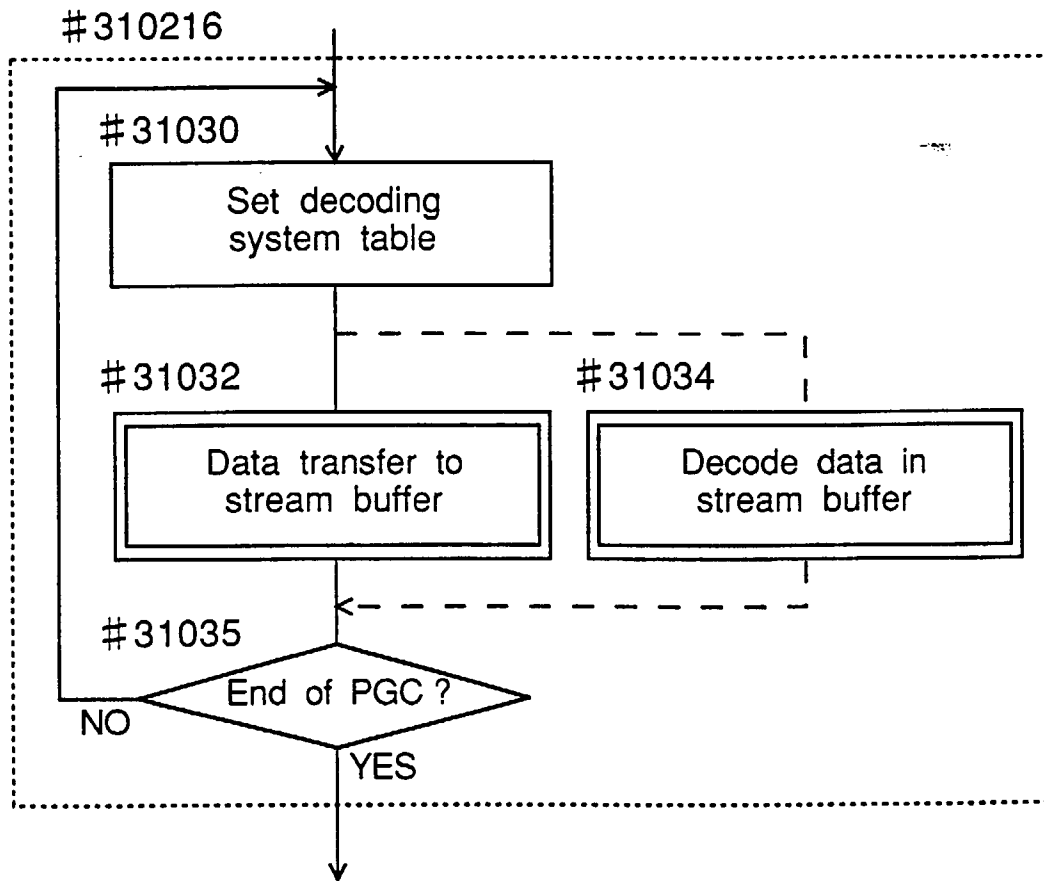 #310216
#31030
Set decoding
system table
#31032
#31034
Data transfer to
stream buffer
Decode data in
stream buffer
#31035
End of PGC ?
NO
YES